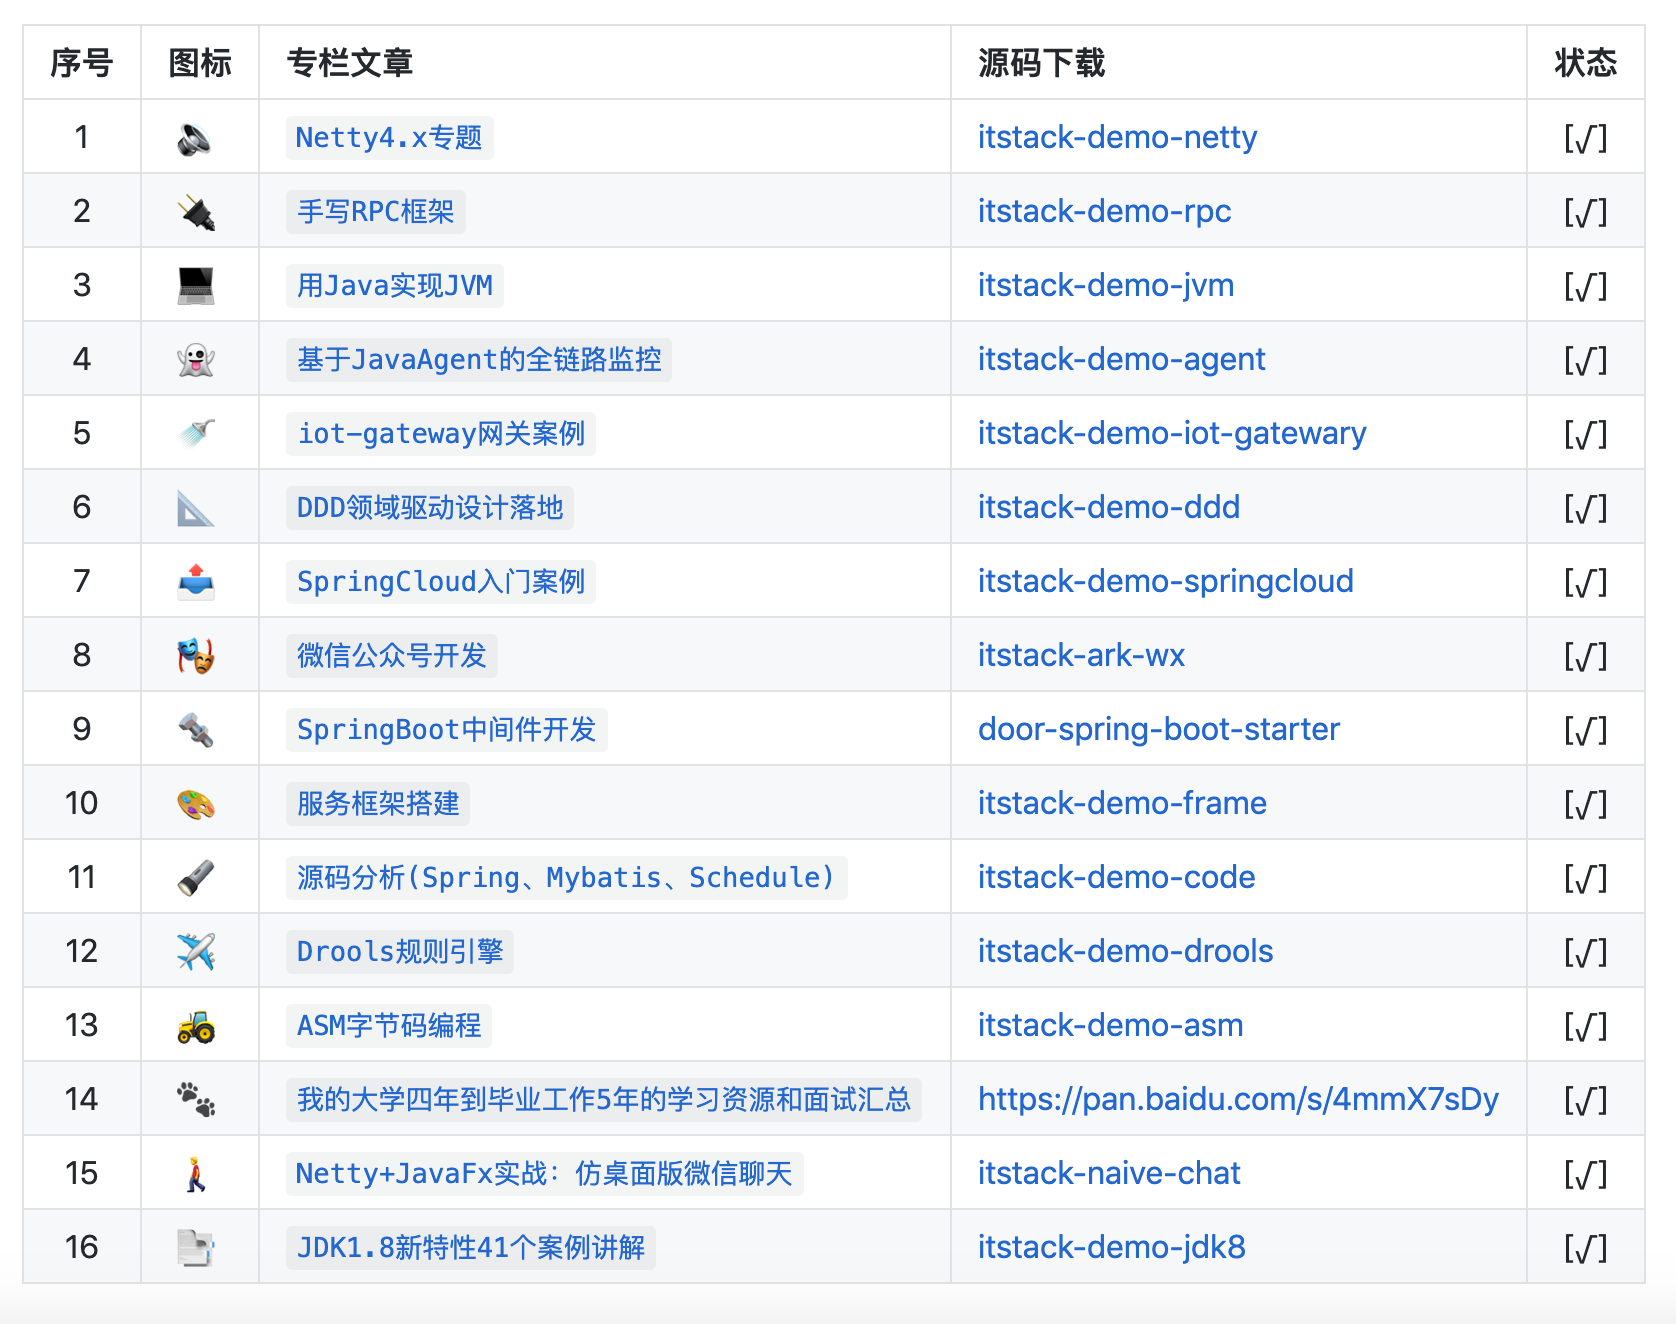 序号 图标 专栏文章 源码下载 状态
1 Netty4.x专题 itstack-demo-netty [√]
2 手写RPC框架 itstack-demo-rpc [√]
3 用Java实现JVM itstack-demo-jvm [√]
4 基于JavaAgent的全链路监控 itstack-demo-agent [√]
5 iot-gateway网关案例 itstack-demo-iot-gatewary [√]
6 DDD领域驱动设计落地 itstack-demo-ddd [√]
7 SpringCloud入门案例 itstack-demo-springcloud [√]
8 微信公众号开发 itstack-ark-wx [√]
9 SpringBoot中间件开发 door-spring-boot-starter [√]
10 服务框架搭建 itstack-demo-frame [√]
11 源码分析(Spring、Mybatis、Schedule) itstack-demo-code [√]
12 Drools规则引擎 itstack-demo-drools [√]
13 ASM字节码编程 itstack-demo-asm [√]
14 我的大学四年到毕业工作5年的学习资源和面试汇总 https://pan.baidu.com/s/4mmX7sDy [√]
15 Netty+JavaFx实战：仿桌面版微信聊天 itstack-naive-chat [√]
16 JDK1.8新特性41个案例讲解 itstack-demo-jdk8 [√]